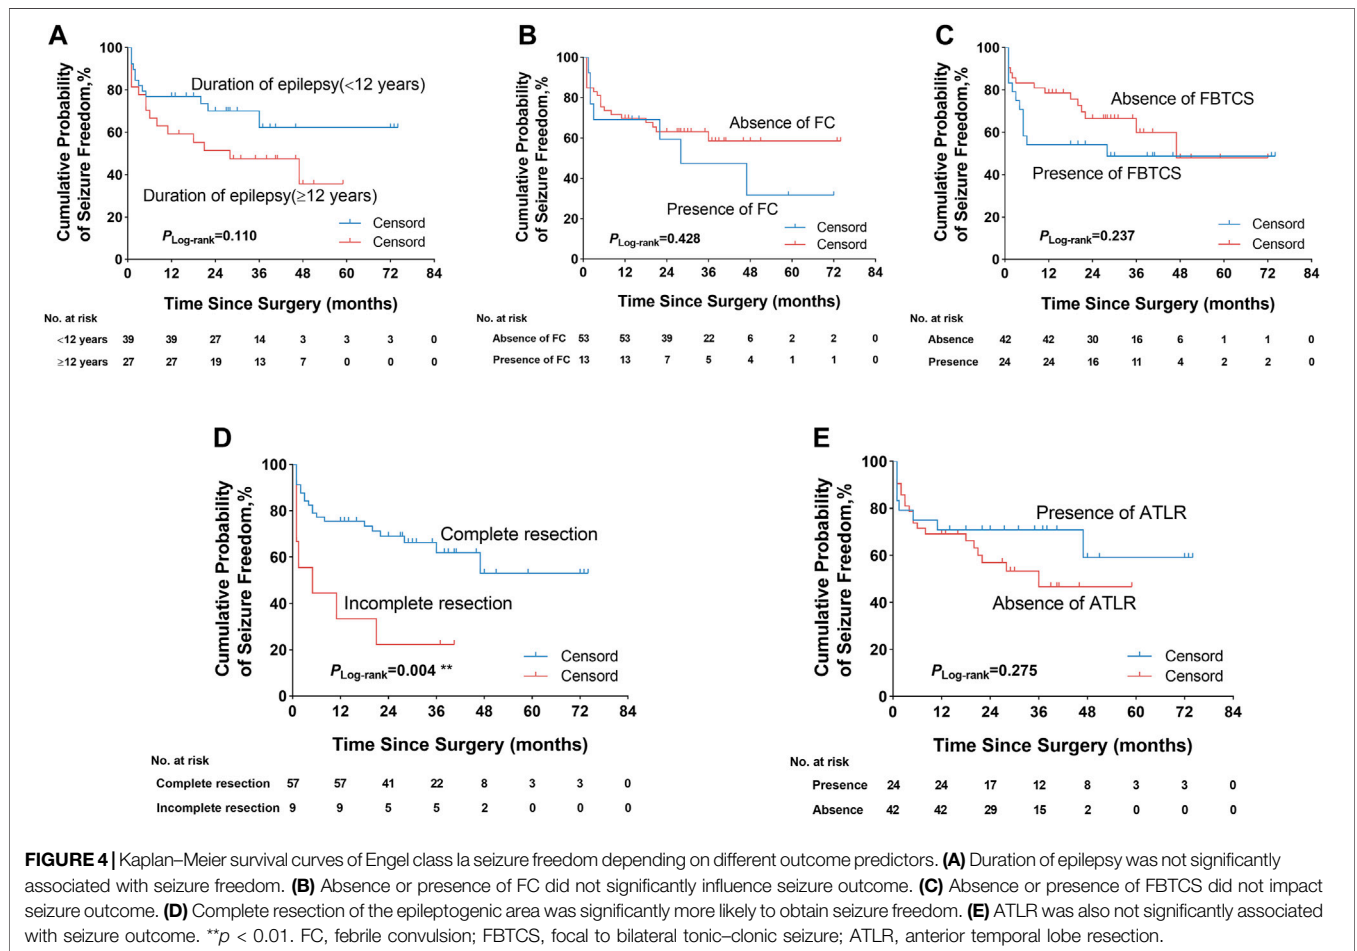 A
Cumulative Probability
of Seizure Freedom,%
100
80
60
40
20
0
Duration of epilepsy(<12 years)
Duration of epilepsy(≥12 years)
Censord
Censord
PLog-rank=0.110
0 12 24 36 48 60 72 84
Time Since Surgery (months)
No. at risk
<12 years 39 39 27 14 3 3 3 0
≥12 years 27 27 19 13 7 0 0 0
B
Cumulative Probability
of Seizure Freedom,%
100
80
60
40
20
0
Absence of FC
Presence of FC
Censord
Censord
PLog-rank=0.428
0 12 24 36 48 60 72 84
Time Since Surgery (months)
No. at risk
Absence of FC 53 53 39 22 6 2 2 0
Presence of FC 13 13 7 5 4 1 1 0
C
Cumulative Probability
of Seizure Freedom,%
100
80
60
40
20
0
Absence of FBTCS
Presence of FBTCS
Censord
Censord
PLog-rank=0.237
0 12 24 36 48 60 72 84
Time Since Surgery (months)
No. at risk
Absence 42 42 30 16 6 1 1 0
Presence 24 24 16 11 4 2 2 0
D
Cumulative Probability
of Seizure Freedom,%
100
80
60
40
20
0
Complete resection
Incomplete resection
Censord
Censord
PLog-rank=0.004 **
0 12 24 36 48 60 72 84
Time Since Surgery (months)
No. at risk
Complete resection 57 57 41 22 8 3 3 0
Incomplete resection 9 9 5 5 2 0 0 0
E
Cumulative Probability
of Seizure Freedom,%
100
80
60
40
20
0
Presence of ATLR
Absence of ATLR
Censord
Censord
PLog-rank=0.275
0 12 24 36 48 60 72 84
Time Since Surgery (months)
No. at risk
Presence 24 24 17 12 8 3 3 0
Absence 42 42 29 15 2 0 0 0
FIGURE 4 | Kaplan–Meier survival curves of Engel class Ia seizure freedom depending on different outcome predictors. (A) Duration of epilepsy was not significantly
associated with seizure freedom. (B) Absence or presence of FC did not significantly influence seizure outcome. (C) Absence or presence of FBTCS did not impact
seizure outcome. (D) Complete resection of the epileptogenic area was significantly more likely to obtain seizure freedom. (E) ATLR was also not significantly associated
with seizure outcome. **p < 0.01. FC, febrile convulsion; FBTCS, focal to bilateral tonic–clonic seizure; ATLR, anterior temporal lobe resection.